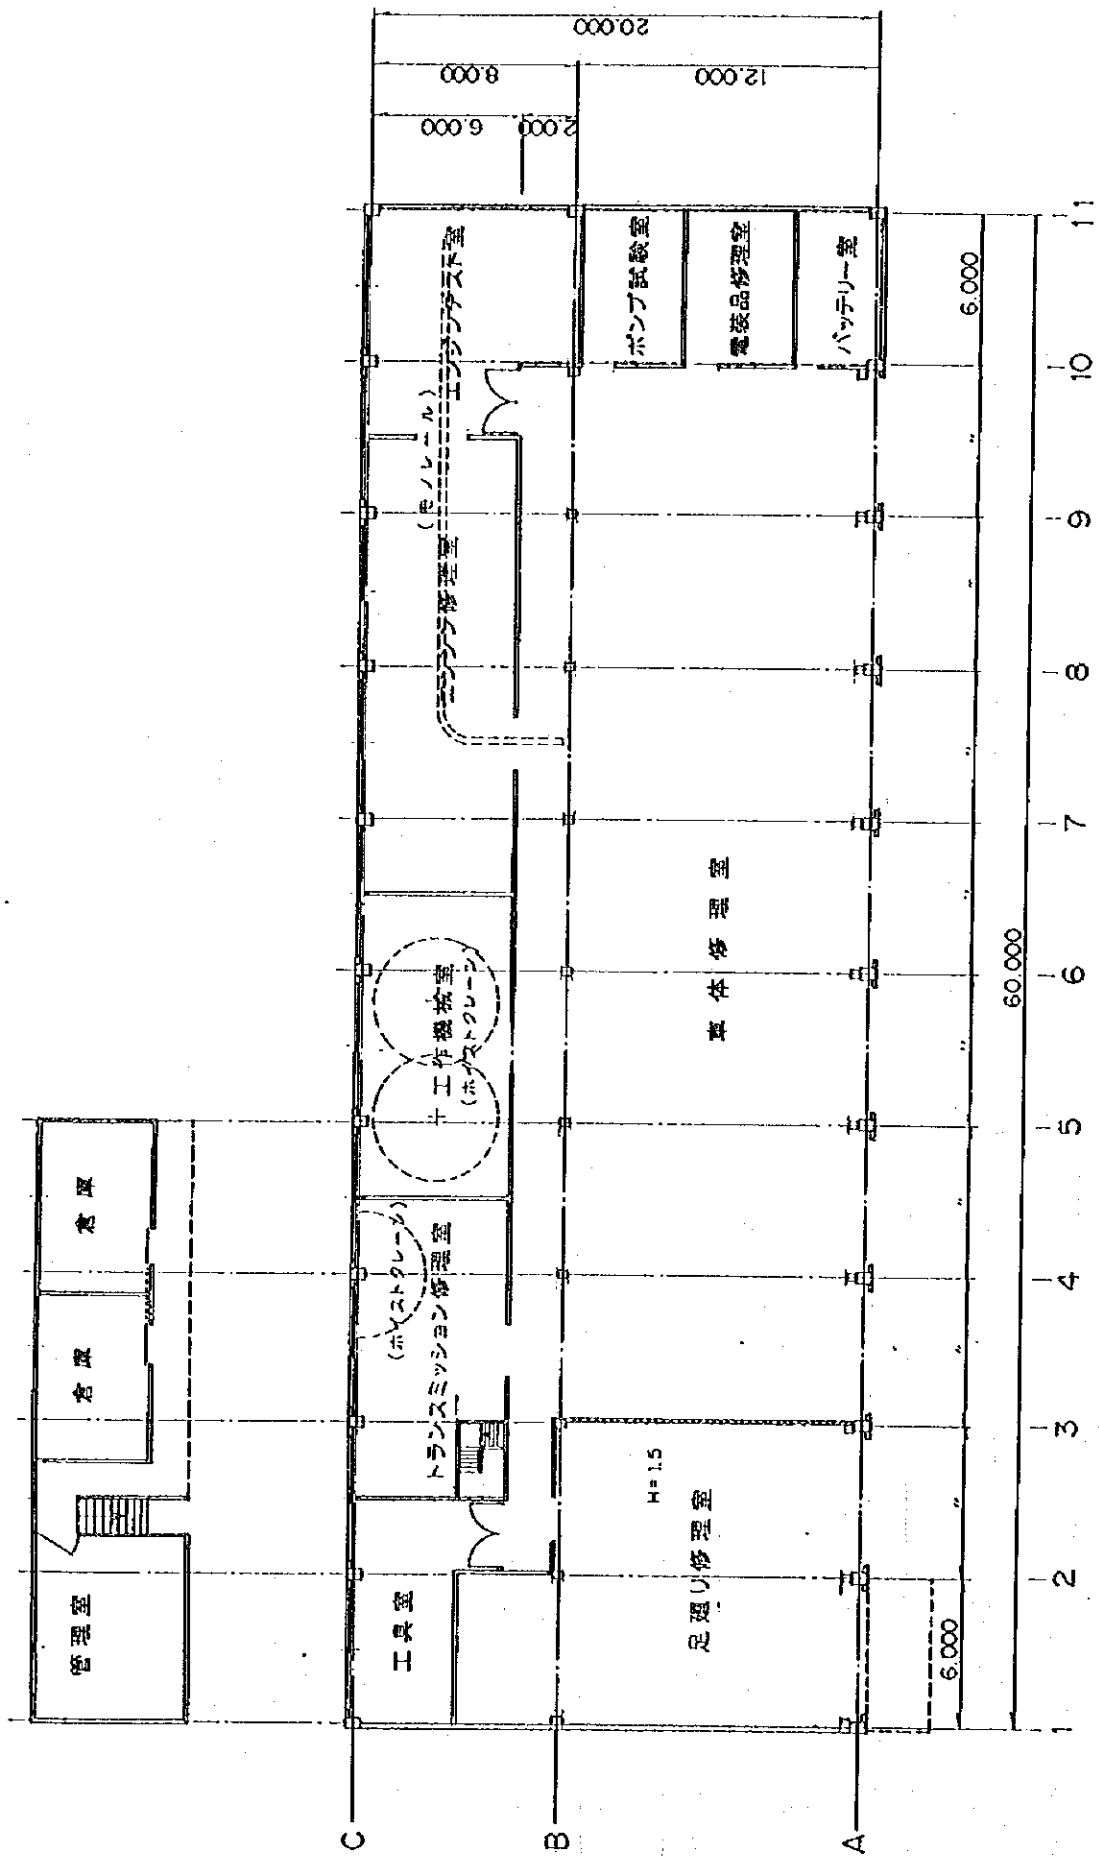 管理室
倉庫
倉庫
C
B
A
工具室
トランスミッション修理室
(ホイストクレーン)
工作機械室
(ホイストクレーン)
エンジン修理室
(モノレール)
エンジンテスト室
足廻り修理室
H=1.5
車体修理室
ポンプ試験室
電装品修理室
バッテリー室
6.000
2.000
8.000
12.000
20.000
6.000
〃
〃
〃
〃
〃
6.000
60.000
1
2
3
4
5
6
7
8
9
10
11